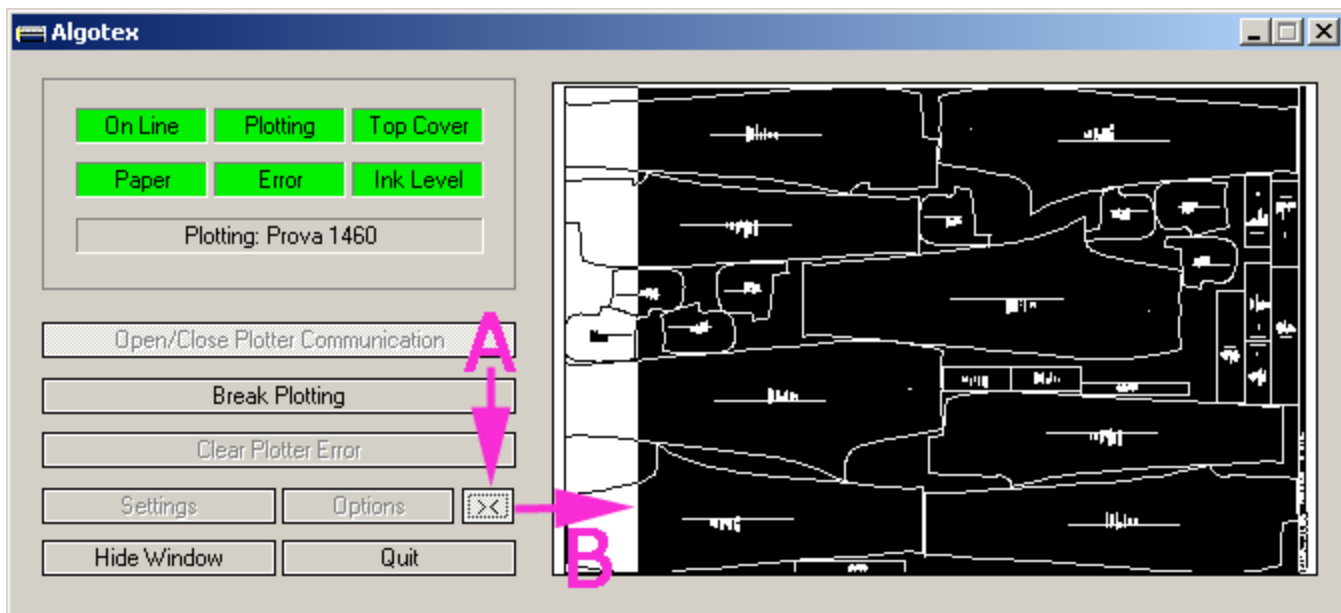 Algotex
On Line Plotting Top Cover
Paper Error Ink Level
Plotting: Prova 1460
Open/Close Plotter Communication
A
Break Plotting
Clear Plotter Error
Settings Options ><
B
Hide Window Quit